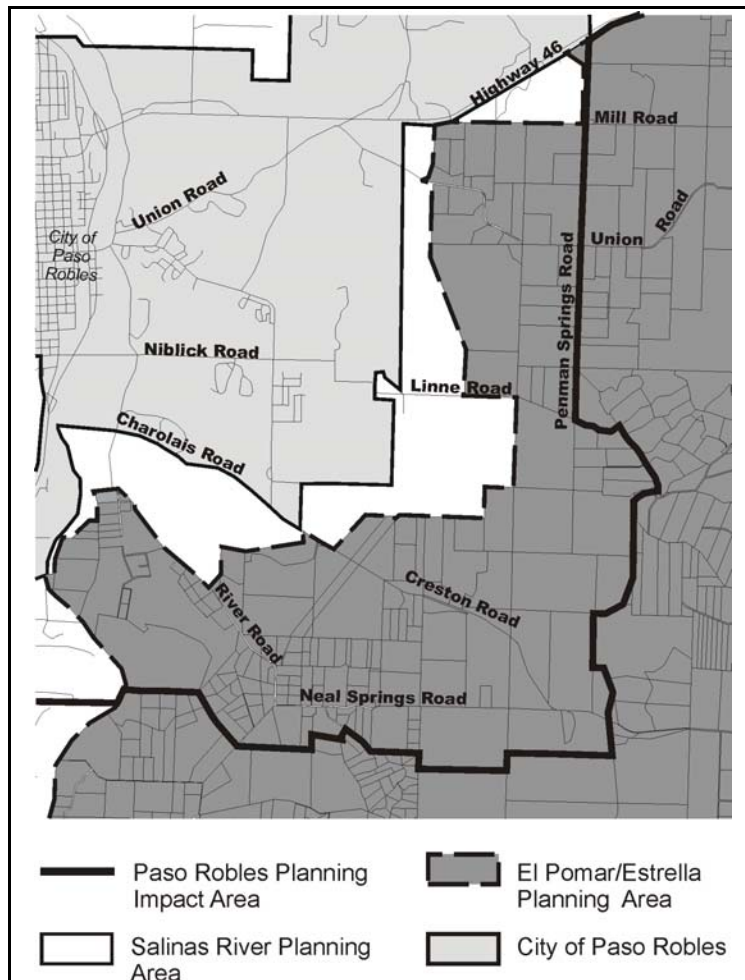 Highway 46
Mill Road
Union Road
Union Road
City of
Paso
Robles
Penman Springs Road
Niblick Road
Linne Road
Charolais Road
Creston Road
River Road
Neal Springs Road
Paso Robles Planning
Impact Area
El Pomar/Estrella
Planning Area
Salinas River Planning
Area
City of Paso Robles